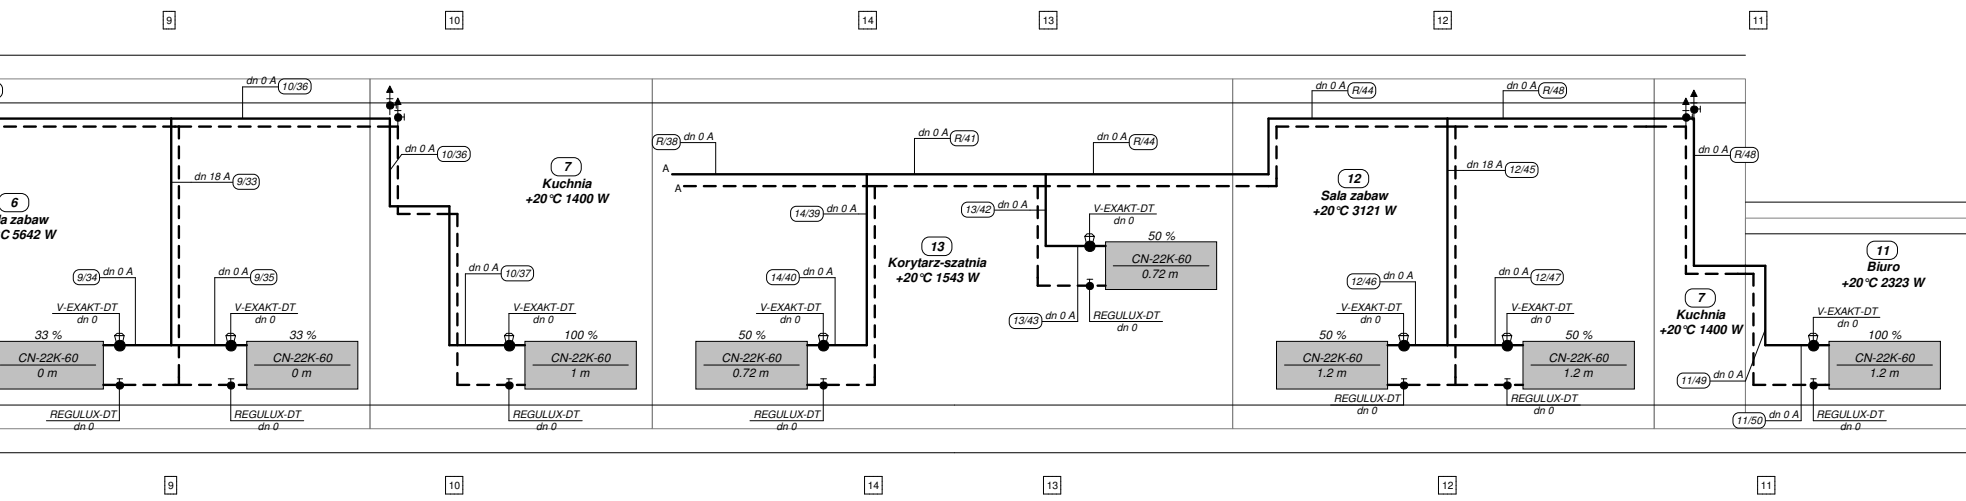 9 10 14 13 12 11
dn 0 A 10/36
dn 0 A R/44
dn 0 A R/48
R/38 dn 0 A
dn 0 A R/41
dn 0 A R/44
dn 0 A 10/36
dn 0 A R/48
A
A
7
Kuchnia
+20°C 1400 W
dn 18 A 9/33
dn 18 A 12/45
12
Sala zabaw
+20°C 3121 W
6
la zabaw
C 5642 W
14/39 dn 0 A
13/42 dn 0 A
V-EXAKT-DT
dn 0
13
Korytarz-szatnia
+20°C 1543 W
50 %
CN-22K-60
0.72 m
11
Biuro
+20°C 2323 W
9/34 dn 0 A
dn 0 A 9/35
dn 0 A 10/37
14/40 dn 0 A
12/46 dn 0 A
dn 0 A 12/47
7
Kuchnia
+20°C 1400 W
V-EXAKT-DT
dn 0
V-EXAKT-DT
dn 0
V-EXAKT-DT
dn 0
V-EXAKT-DT
dn 0
13/43 dn 0 A
REGULUX-DT
dn 0
V-EXAKT-DT
dn 0
V-EXAKT-DT
dn 0
V-EXAKT-DT
dn 0
33 %
CN-22K-60
0 m
33 %
CN-22K-60
0 m
100 %
CN-22K-60
1 m
50 %
CN-22K-60
0.72 m
50 %
CN-22K-60
1.2 m
50 %
CN-22K-60
1.2 m
100 %
CN-22K-60
1.2 m
11/49 dn 0 A
REGULUX-DT
dn 0
REGULUX-DT
dn 0
REGULUX-DT
dn 0
REGULUX-DT
dn 0
REGULUX-DT
dn 0
REGULUX-DT
dn 0
11/50 dn 0 A
REGULUX-DT
dn 0
9 10 14 13 12 11